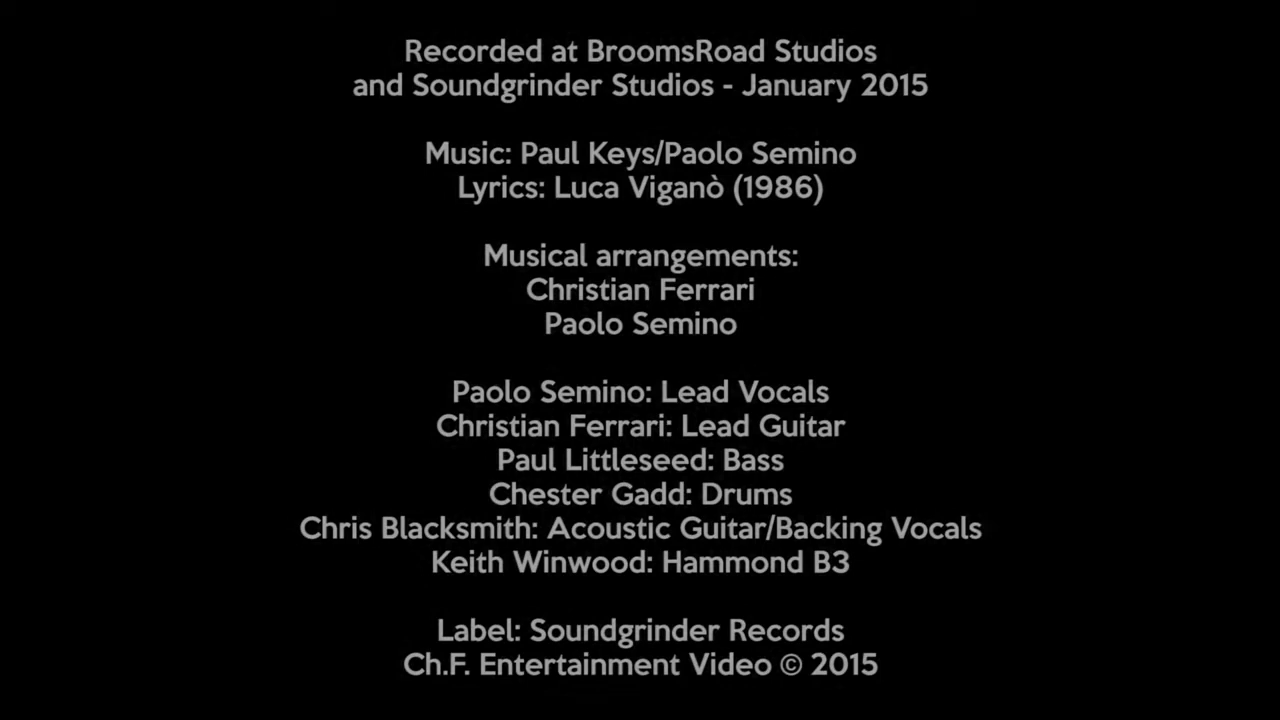 Recorded at BroomsRoad Studios
and Soundgrinder Studios - January 2015
Music: Paul Keys/Paolo Semino
Lyrics: Luca Viganò (1986)
Musical arrangements:
Christian Ferrari
Paolo Semino
Paolo Semino: Lead Vocals
Christian Ferrari: Lead Guitar
Paul Littleseed: Bass
Chester Gadd: Drums
Chris Blacksmith: Acoustic Guitar/Backing Vocals
Keith Winwood: Hammond B3
Label: Soundgrinder Records
Ch.F. Entertainment Video © 2015